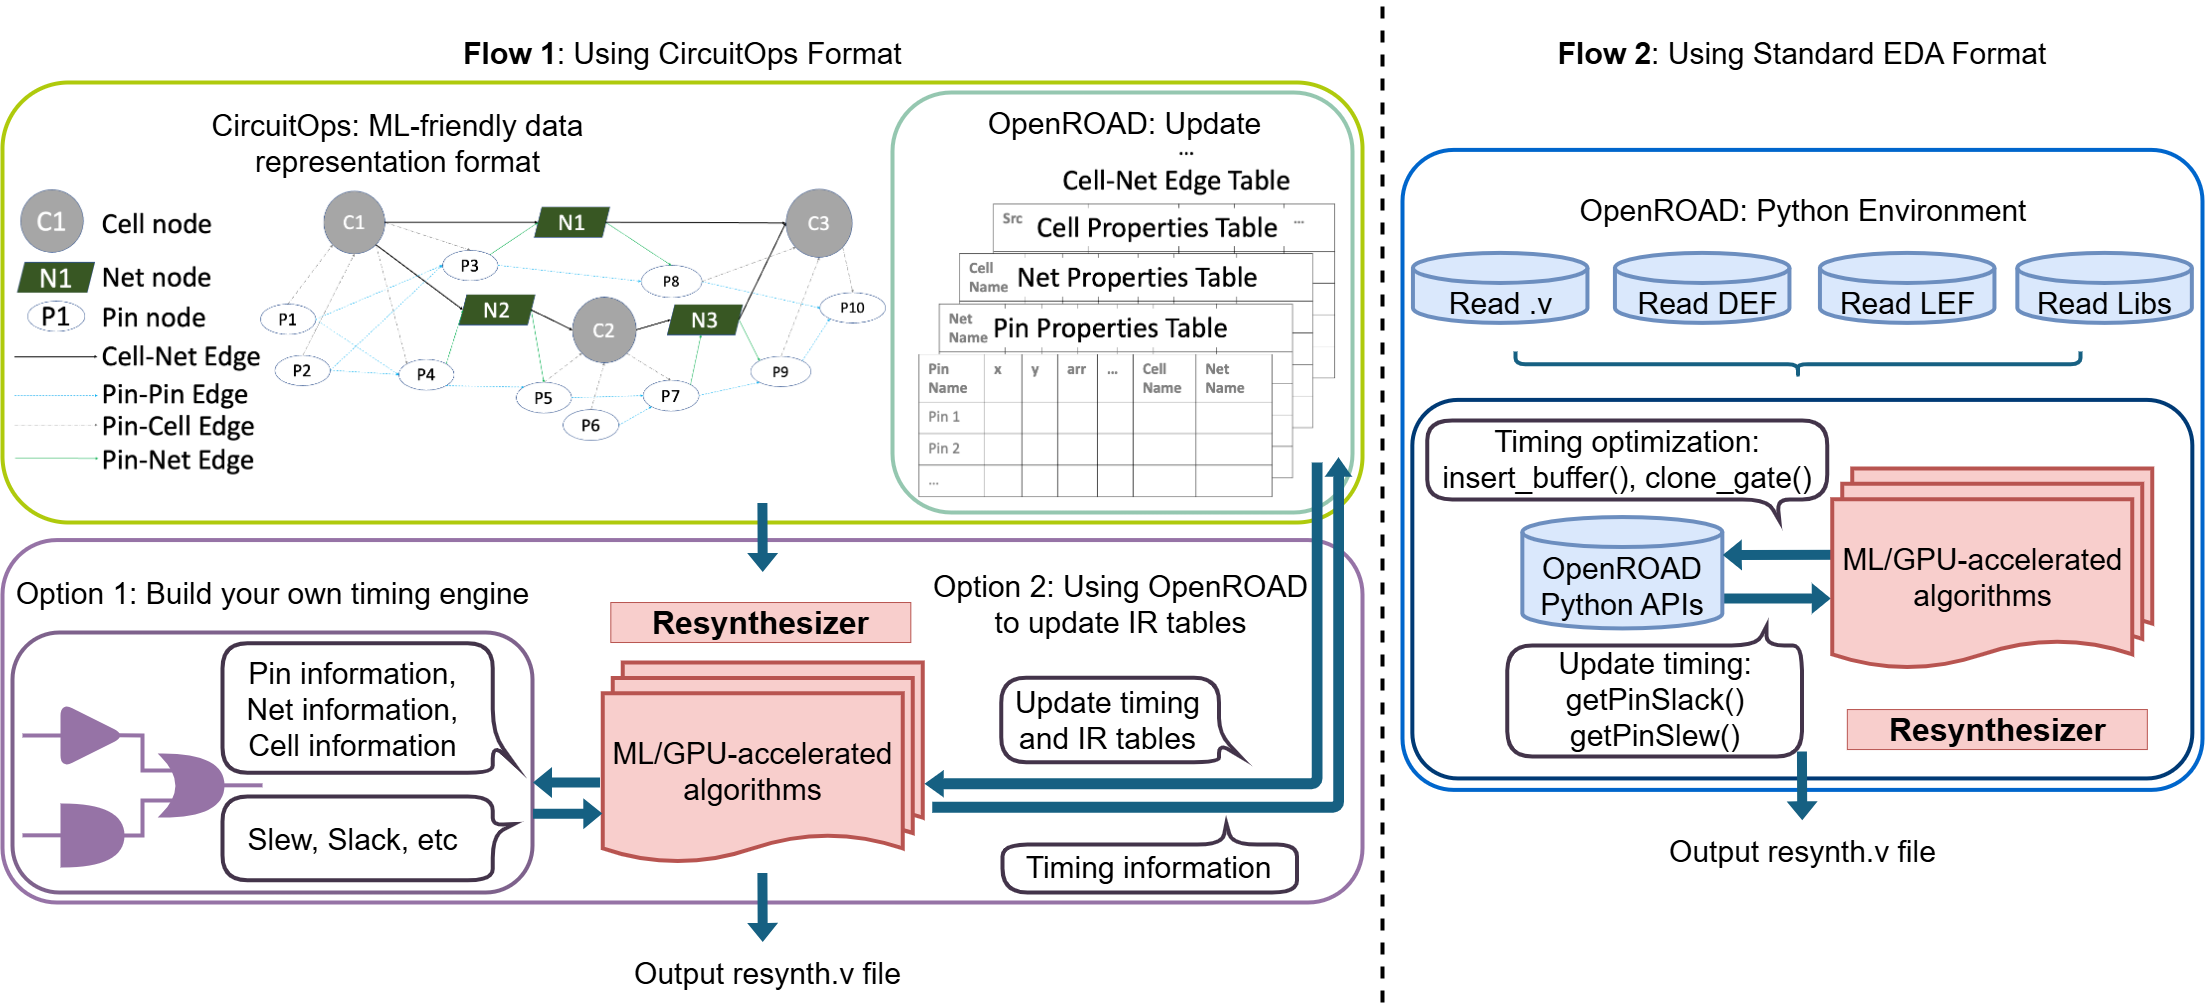 Flow 1: Using CircuitOps Format
CircuitOps: ML-friendly data
representation format
C1 Cell node
N1 Net node
P1 Pin node
Cell-Net Edge
Pin-Pin Edge
Pin-Cell Edge
Pin-Net Edge
C1
N1
C3
P3
P8
P1
N2
C2
N3
P10
P2
P4
P5
P7
P9
P6
OpenROAD: Update
...
Cell-Net Edge Table
Src ...
Cell Properties Table
Cell
Name
Net Properties Table
Net
Name
Pin Properties Table
Pin
Name
x
y
arr
...
Cell
Name
Net
Name
Pin 1
Pin 2
...
Option 1: Build your own timing engine
Pin information,
Net information,
Cell information
Slew, Slack, etc
Resynthesizer
ML/GPU-accelerated
algorithms
Option 2: Using OpenROAD
to update IR tables
Update timing
and IR tables
Timing information
Output resynth.v file
Flow 2: Using Standard EDA Format
OpenROAD: Python Environment
Read .v
Read DEF
Read LEF
Read Libs
Timing optimization:
insert_buffer(), clone_gate()
OpenROAD
Python APIs
ML/GPU-accelerated
algorithms
Update timing:
getPinSlack()
getPinSlew()
Resynthesizer
Output resynth.v file